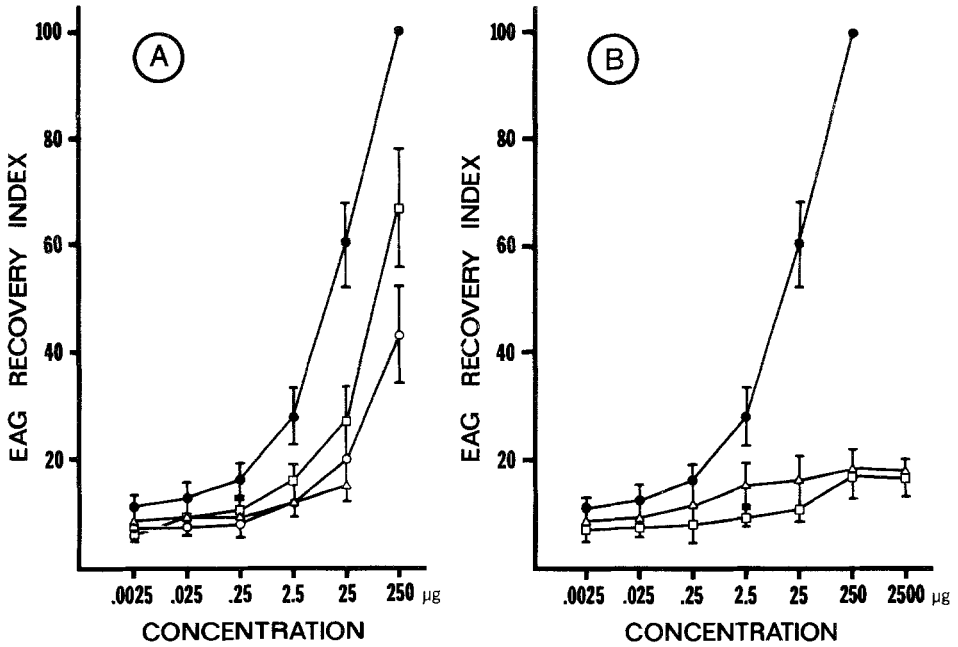 A
EAG RECOVERY INDEX
100
80
60
40
20
.0025 .025 .25 2.5 25 250 µg
CONCENTRATION
B
EAG RECOVERY INDEX
100
80
60
40
20
.0025 .025 .25 2.5 25 250 2500 µg
CONCENTRATION